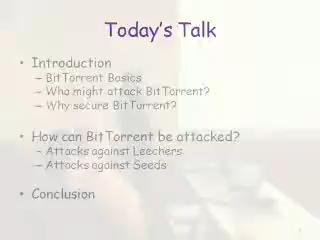 Today's Talk
• Introduction
– BitTorrent Basics
– Who might attack BitTorrent?
– Why secure BitTorrent?
• How can BitTorrent be attacked?
– Attacks against Leechers
– Attacks against Seeds
• Conclusion